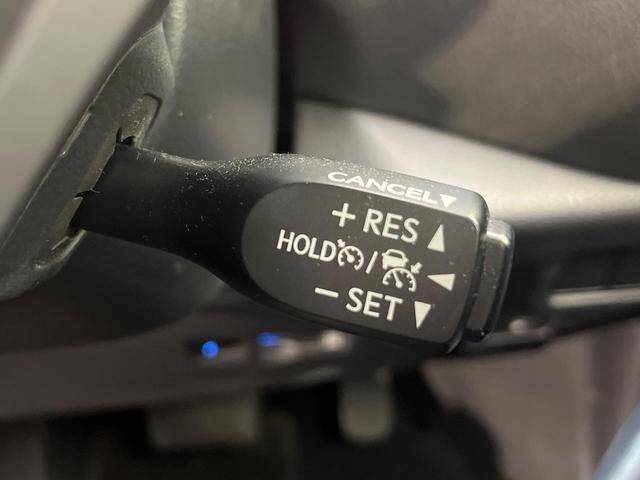 CANCEL▼
+ RES ▲
HOLD / ◀
− SET ▼